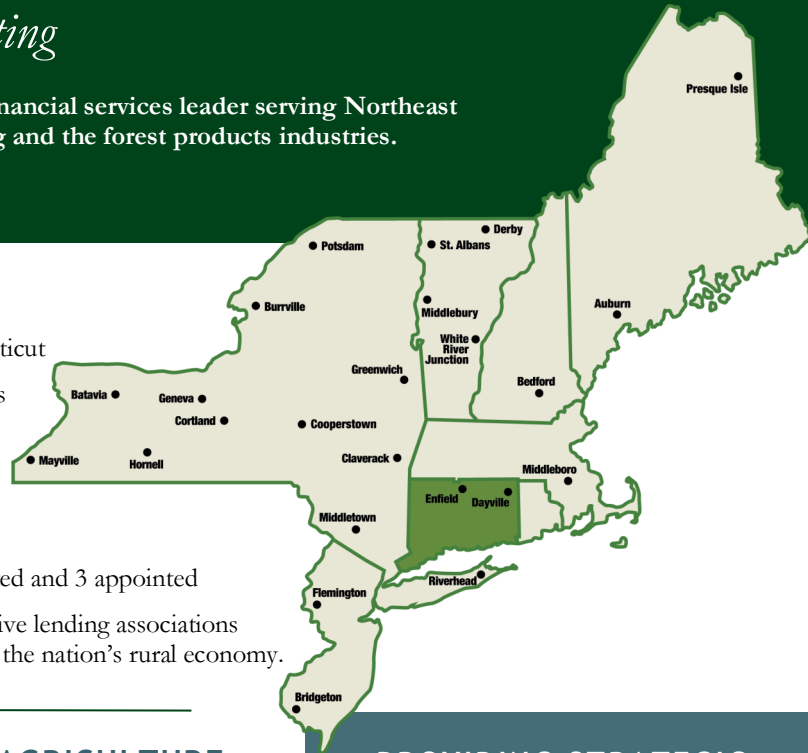 ting
nancial services leader serving Northeast
g and the forest products industries.
ticut
s
ed and 3 appointed
ive lending associations
the nation's rural economy.
Presque Isle
Derby
Potsdam
St. Albans
Burrville
Middlebury
Auburn
White
River
Junction
Greenwich
Bedford
Batavia
Geneva
Cortland
Cooperstown
Mayville
Hornell
Claverack
Middleboro
Enfield
Dayville
Middletown
Riverhead
Flemington
Bridgeton